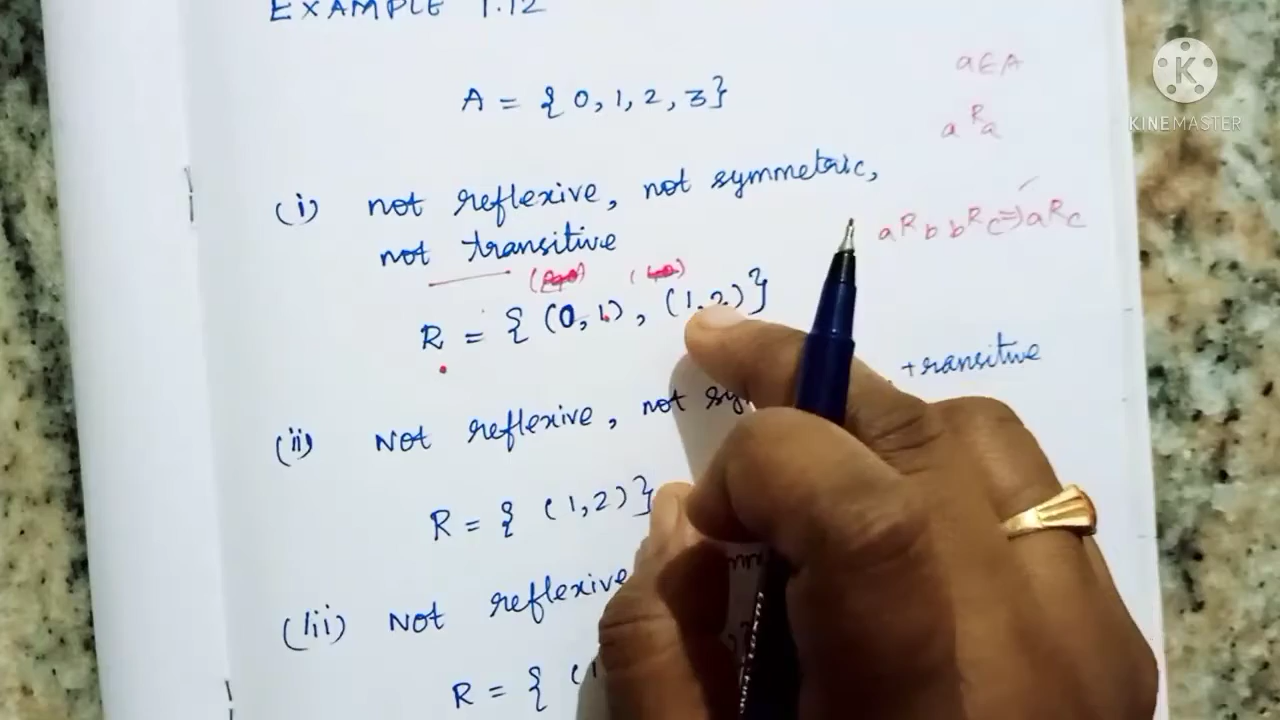 EXAMPLE 1.12
A = { 0, 1, 2, 3}
a ∈ A
KINEMASTER
a R a
(i) not reflexive, not symmetric,
not transitive
aRb bRc ⇒ aRc
R = { (0, 1), (1,2)}
(ii) Not reflexive, not transitive
R = { (1,2)}
(iii) Not reflexive
R = { (1